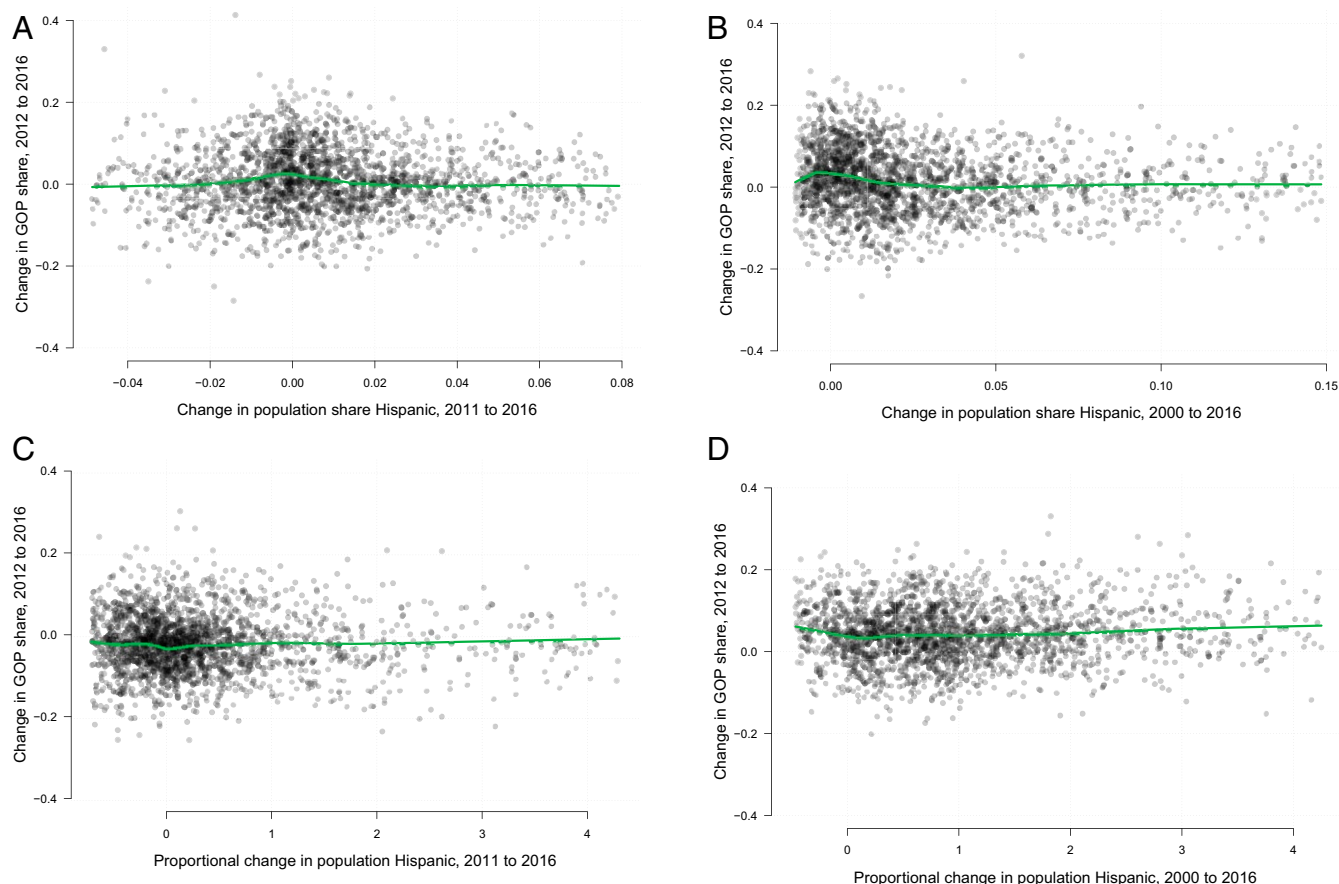 A
Change in GOP share, 2012 to 2016
0.4
0.2
0.0
−0.2
−0.4
−0.04 −0.02 0.00 0.02 0.04 0.06 0.08
Change in population share Hispanic, 2011 to 2016
B
Change in GOP share, 2012 to 2016
0.4
0.2
0.0
−0.2
−0.4
0.00 0.05 0.10 0.15
Change in population share Hispanic, 2000 to 2016
C
Change in GOP share, 2012 to 2016
0.4
0.2
0.0
−0.2
−0.4
0 1 2 3 4
Proportional change in population Hispanic, 2011 to 2016
D
Change in GOP share, 2012 to 2016
0.4
0.2
0.0
−0.2
−0.4
0 1 2 3 4
Proportional change in population Hispanic, 2000 to 2016